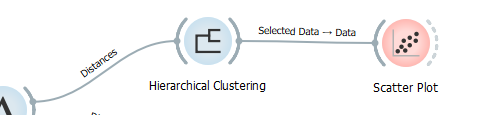 Selected Data → Data
Distances
Hierarchical Clustering
Scatter Plot